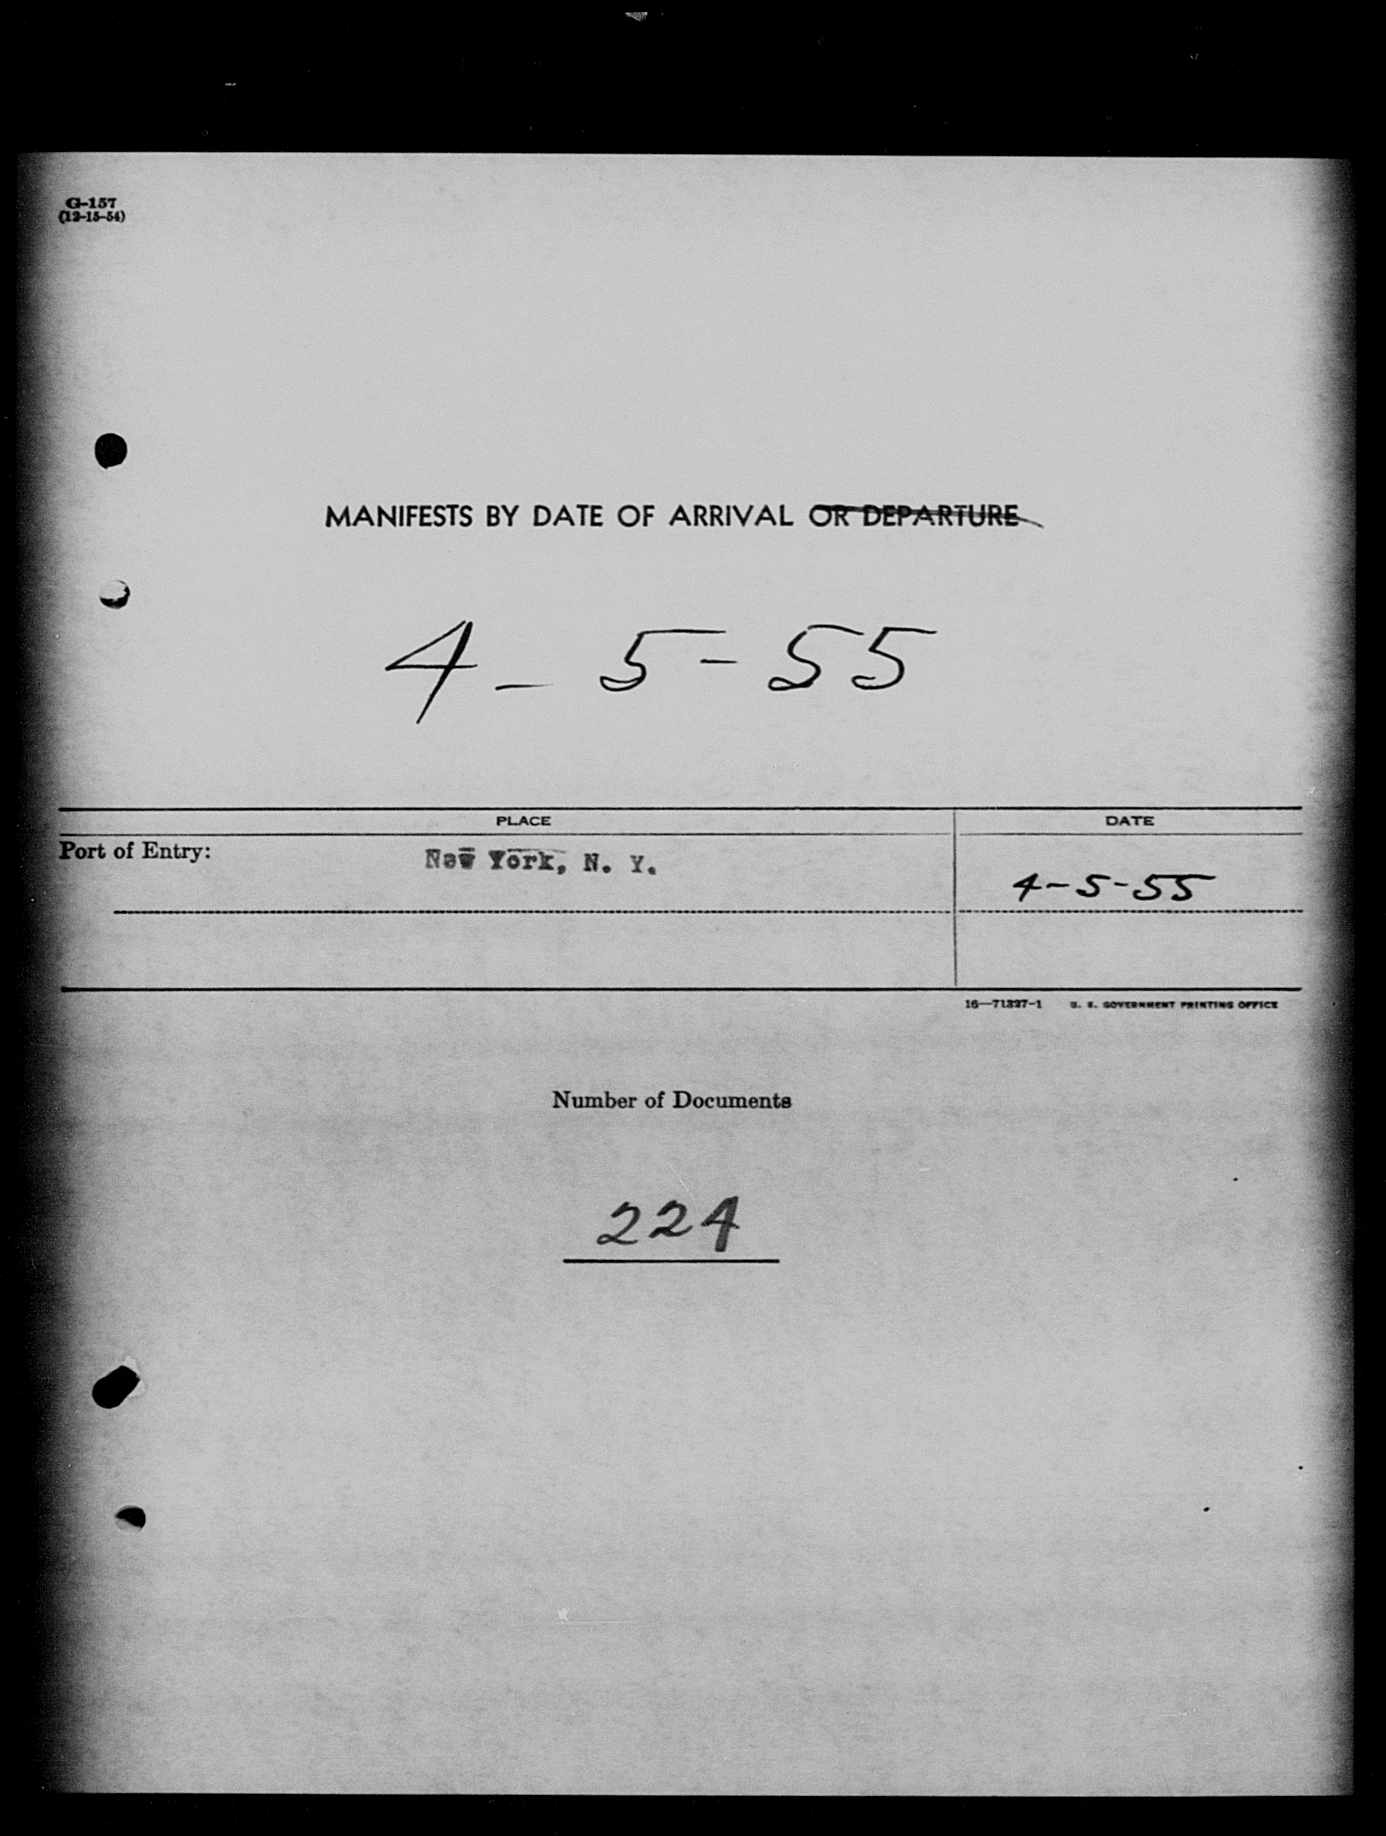 G-157
(12-15-54)
MANIFESTS BY DATE OF ARRIVAL OR DEPARTURE
4-5-55
PLACE
DATE
Port of Entry:
New York, N. Y.
4-5-55
16—71327-1 U. S. GOVERNMENT PRINTING OFFICE
Number of Documents
224